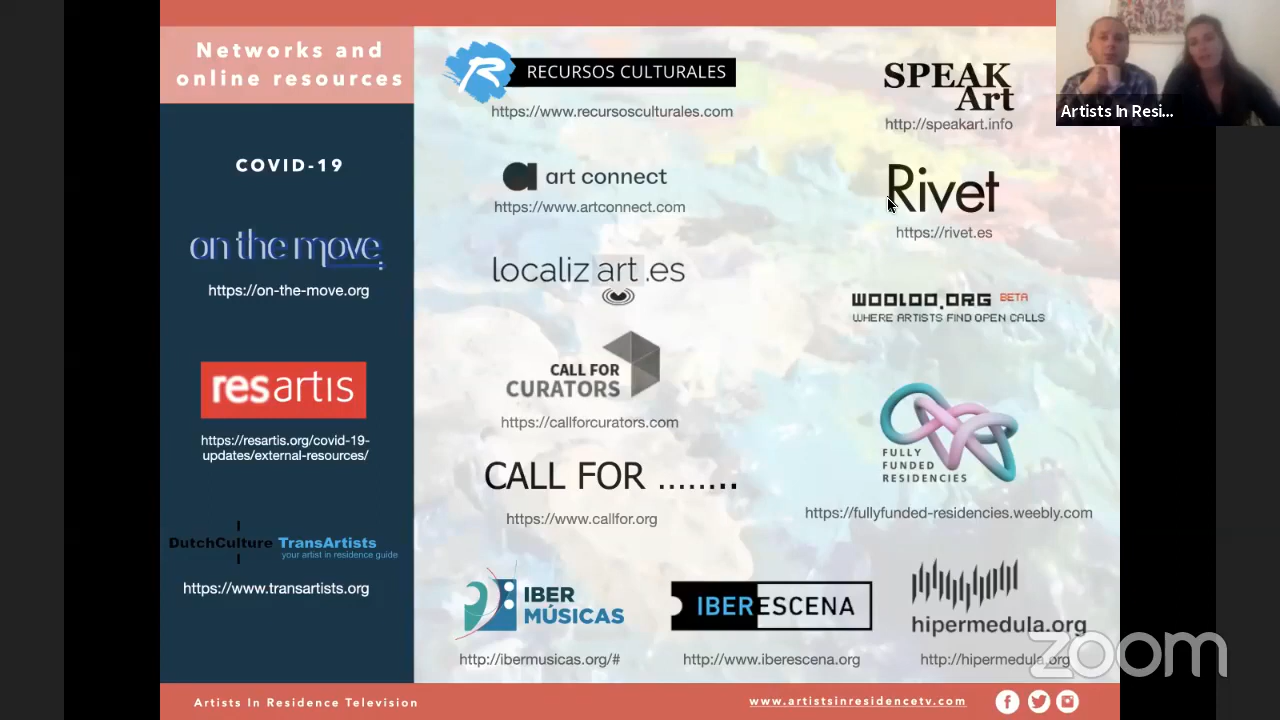 Networks and
online resources
COVID-19
on the move
https://on-the-move.org
resartis
https://resartis.org/covid-19-
updates/external-resources/
DutchCulture TransArtists
your artist in residence guide
https://www.transartists.org
RECURSOS CULTURALES
https://www.recursosculturales.com
art connect
https://www.artconnect.com
localizart.es
CALL FOR
CURATORS
https://callforcurators.com
CALL FOR ........
https://www.callfor.org
IBER
MÚSICAS
http://ibermusicas.org/#
IBERESCENA
http://www.iberescena.org
SPEAK
Art
http://speakart.info
Rivet
https://rivet.es
WOOLOO.ORG BETA
WHERE ARTISTS FIND OPEN CALLS
FULLY
FUNDED
RESIDENCIES
https://fullyfunded-residencies.weebly.com
hipermedula.org
http://hipermedula.org
Artists In Resi...
zoom
Artists In Residence Television
www.artistsinresidencetv.com